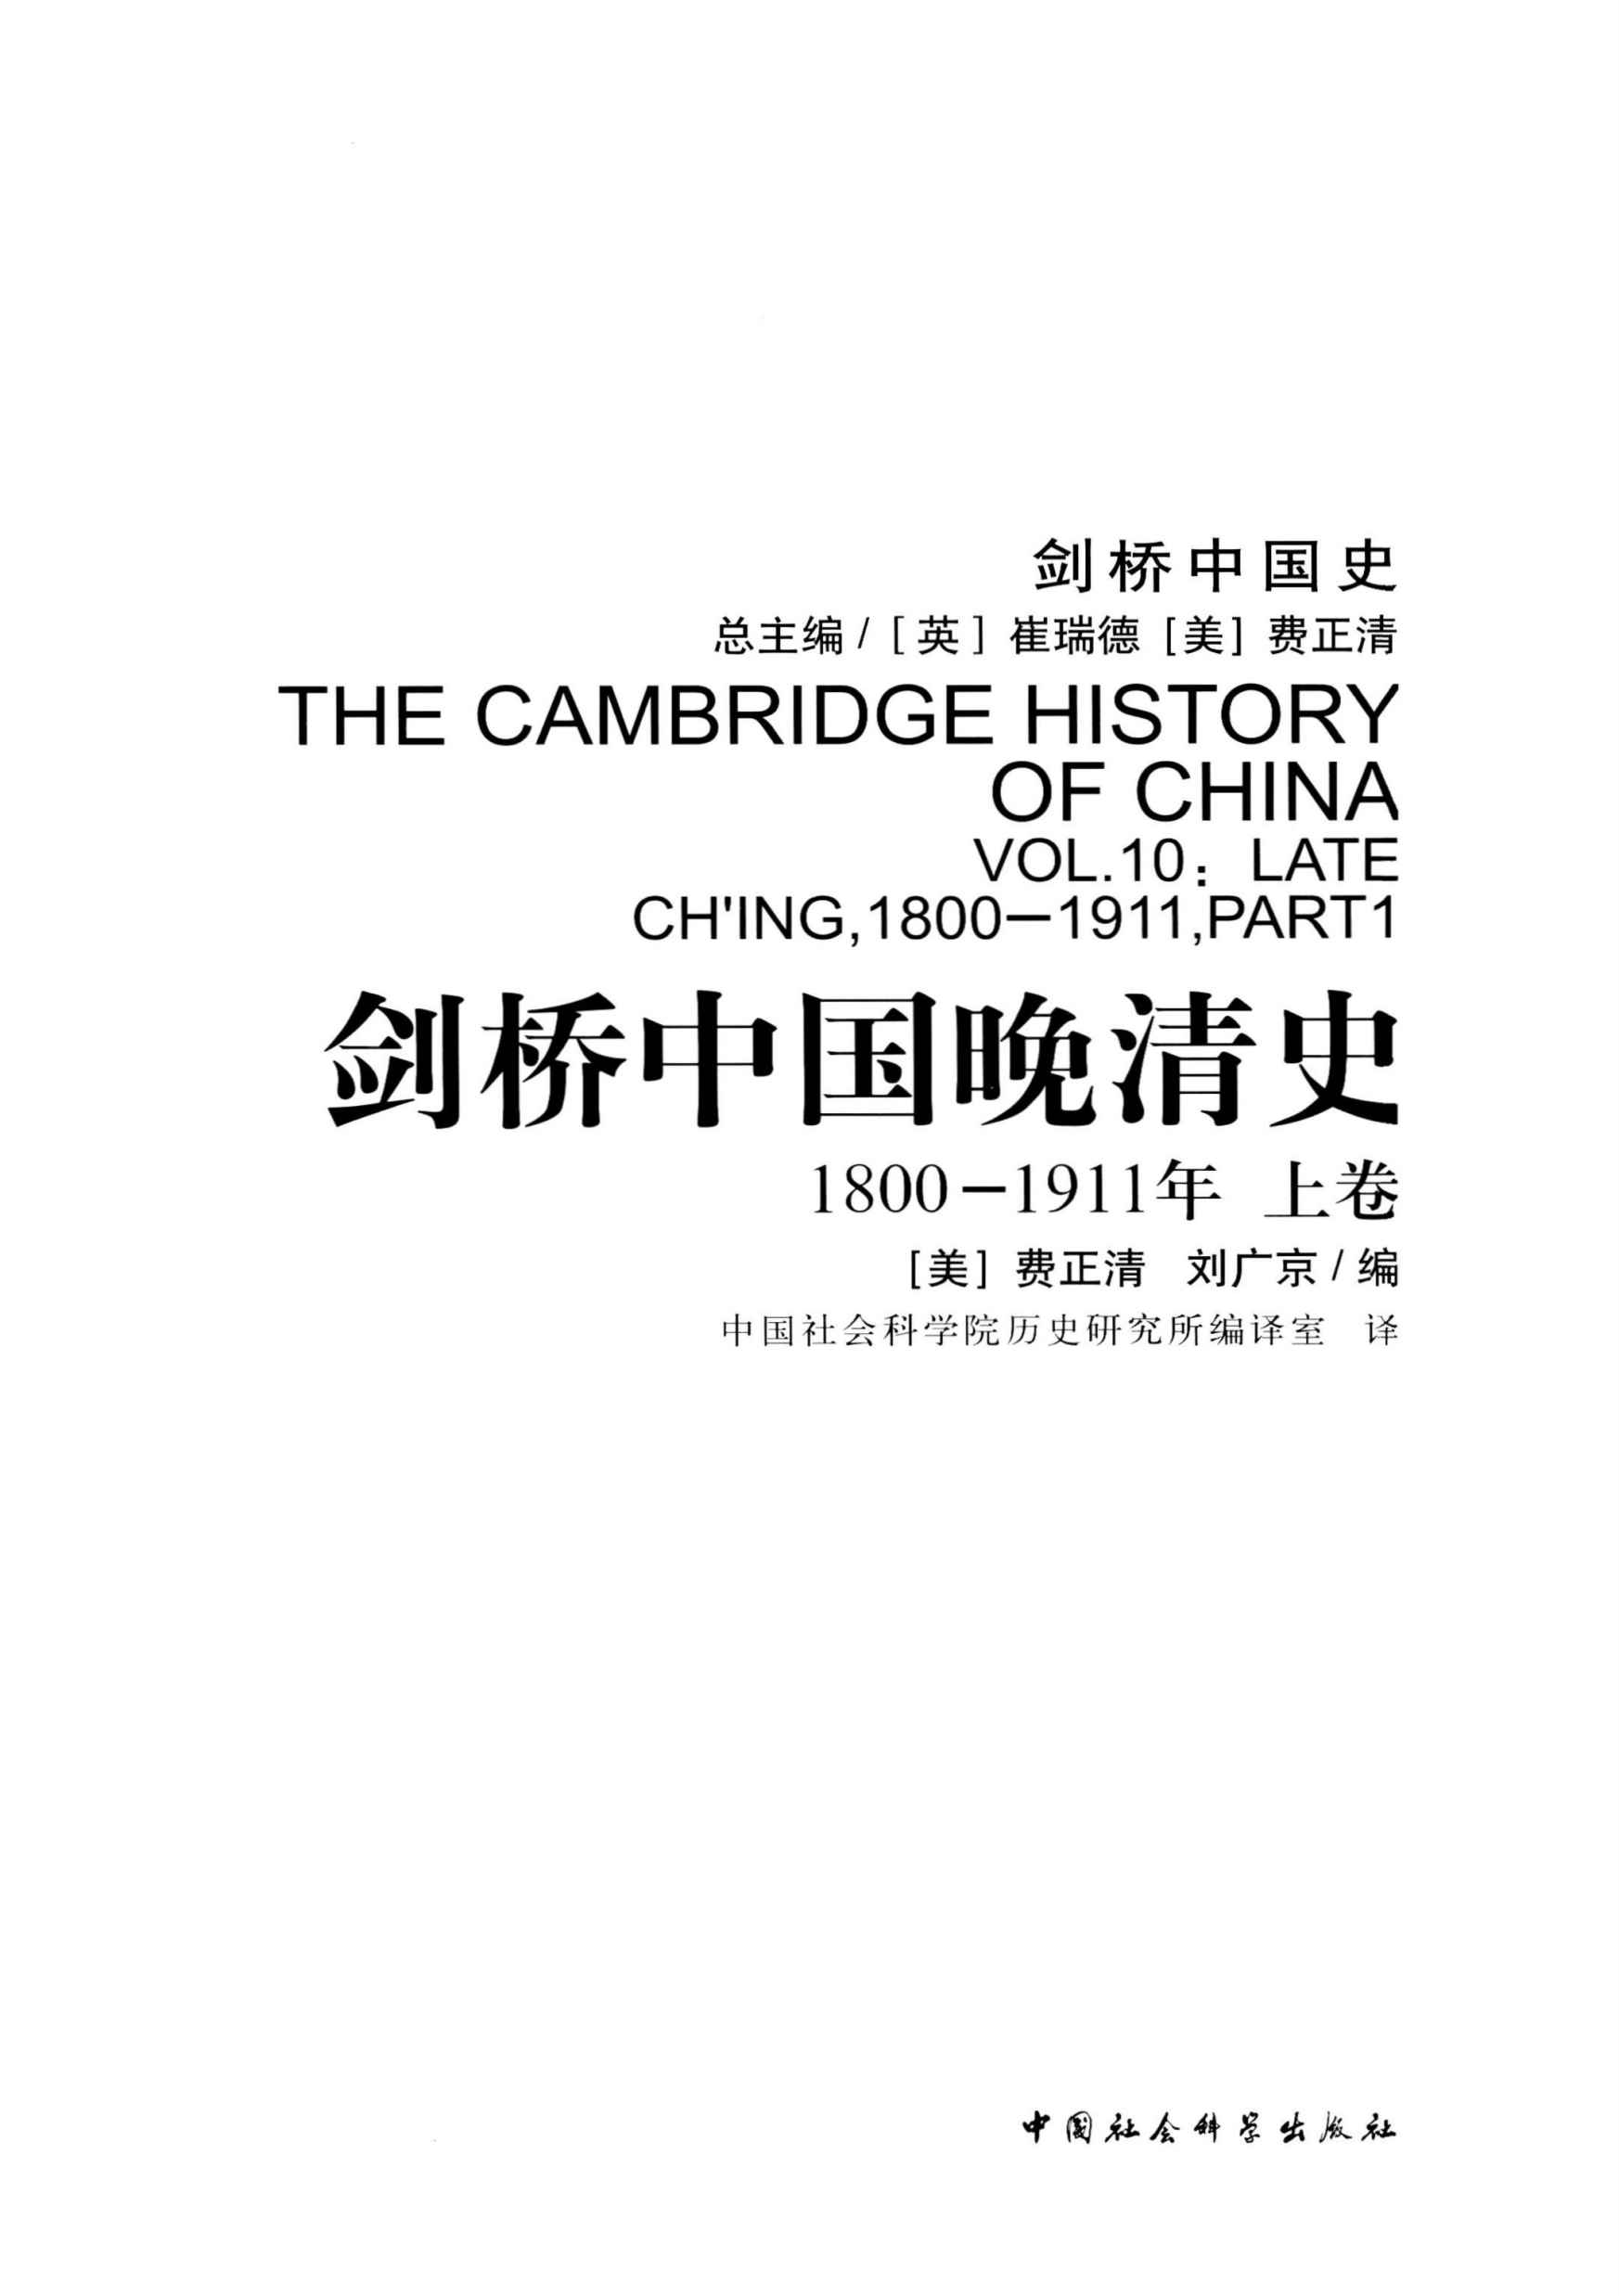 剑桥中国史
总主编/［英］崔瑞德［美］费正清
THE CAMBRIDGE HISTORY
OF CHINA
VOL.10：LATE
CH'ING,1800—1911,PART1
剑桥中国晚清史
1800—1911年 上卷
［美］费正清 刘广京/编
中国社会科学院历史研究所编译室 译
中国社会科学出版社